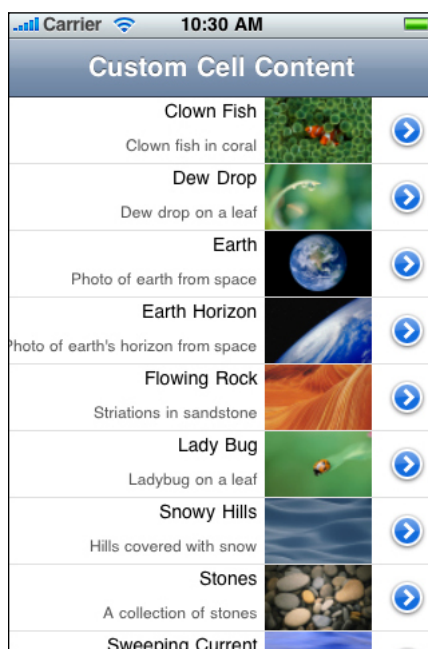 Carrier 10:30 AM
Custom Cell Content
Clown Fish
Clown fish in coral
Dew Drop
Dew drop on a leaf
Earth
Photo of earth from space
Earth Horizon
Photo of earth's horizon from space
Flowing Rock
Striations in sandstone
Lady Bug
Ladybug on a leaf
Snowy Hills
Hills covered with snow
Stones
A collection of stones
Sweeping Current